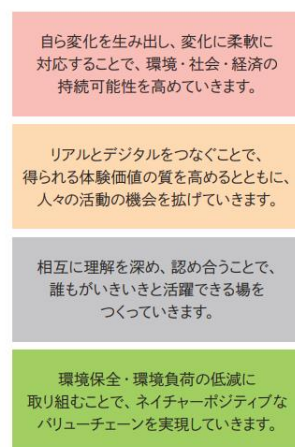 自ら変化を生み出し、変化に柔軟に
対応することで、環境・社会・経済の
持続可能性を高めていきます。
リアルとデジタルをつなぐことで、
得られる体験価値の質を高めるとともに、
人々の活動の機会を拡げていきます。
相互に理解を深め、認め合うことで、
誰もがいきいきと活躍できる場を
つくっていきます。
環境保全・環境負荷の低減に
取り組むことで、ネイチャーポジティブな
バリューチェーンを実現していきます。